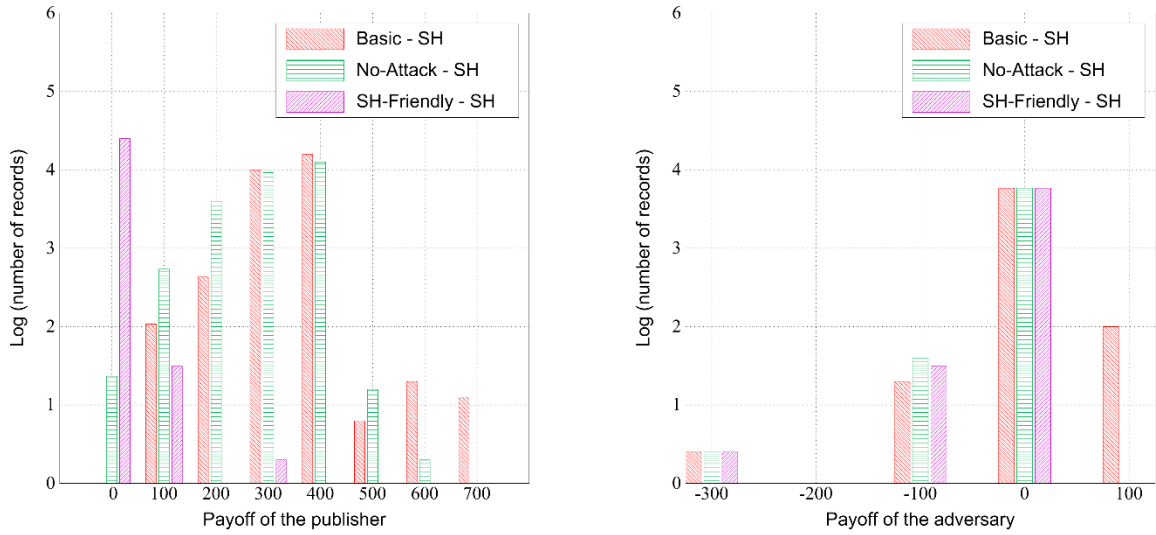 6
5
4
3
2
1
0
Log (number of records)
Basic - SH
No-Attack - SH
SH-Friendly - SH
0 100 200 300 400 500 600 700
Payoff of the publisher
6
5
4
3
2
1
0
Log (number of records)
Basic - SH
No-Attack - SH
SH-Friendly - SH
-300 -200 -100 0 100
Payoff of the adversary